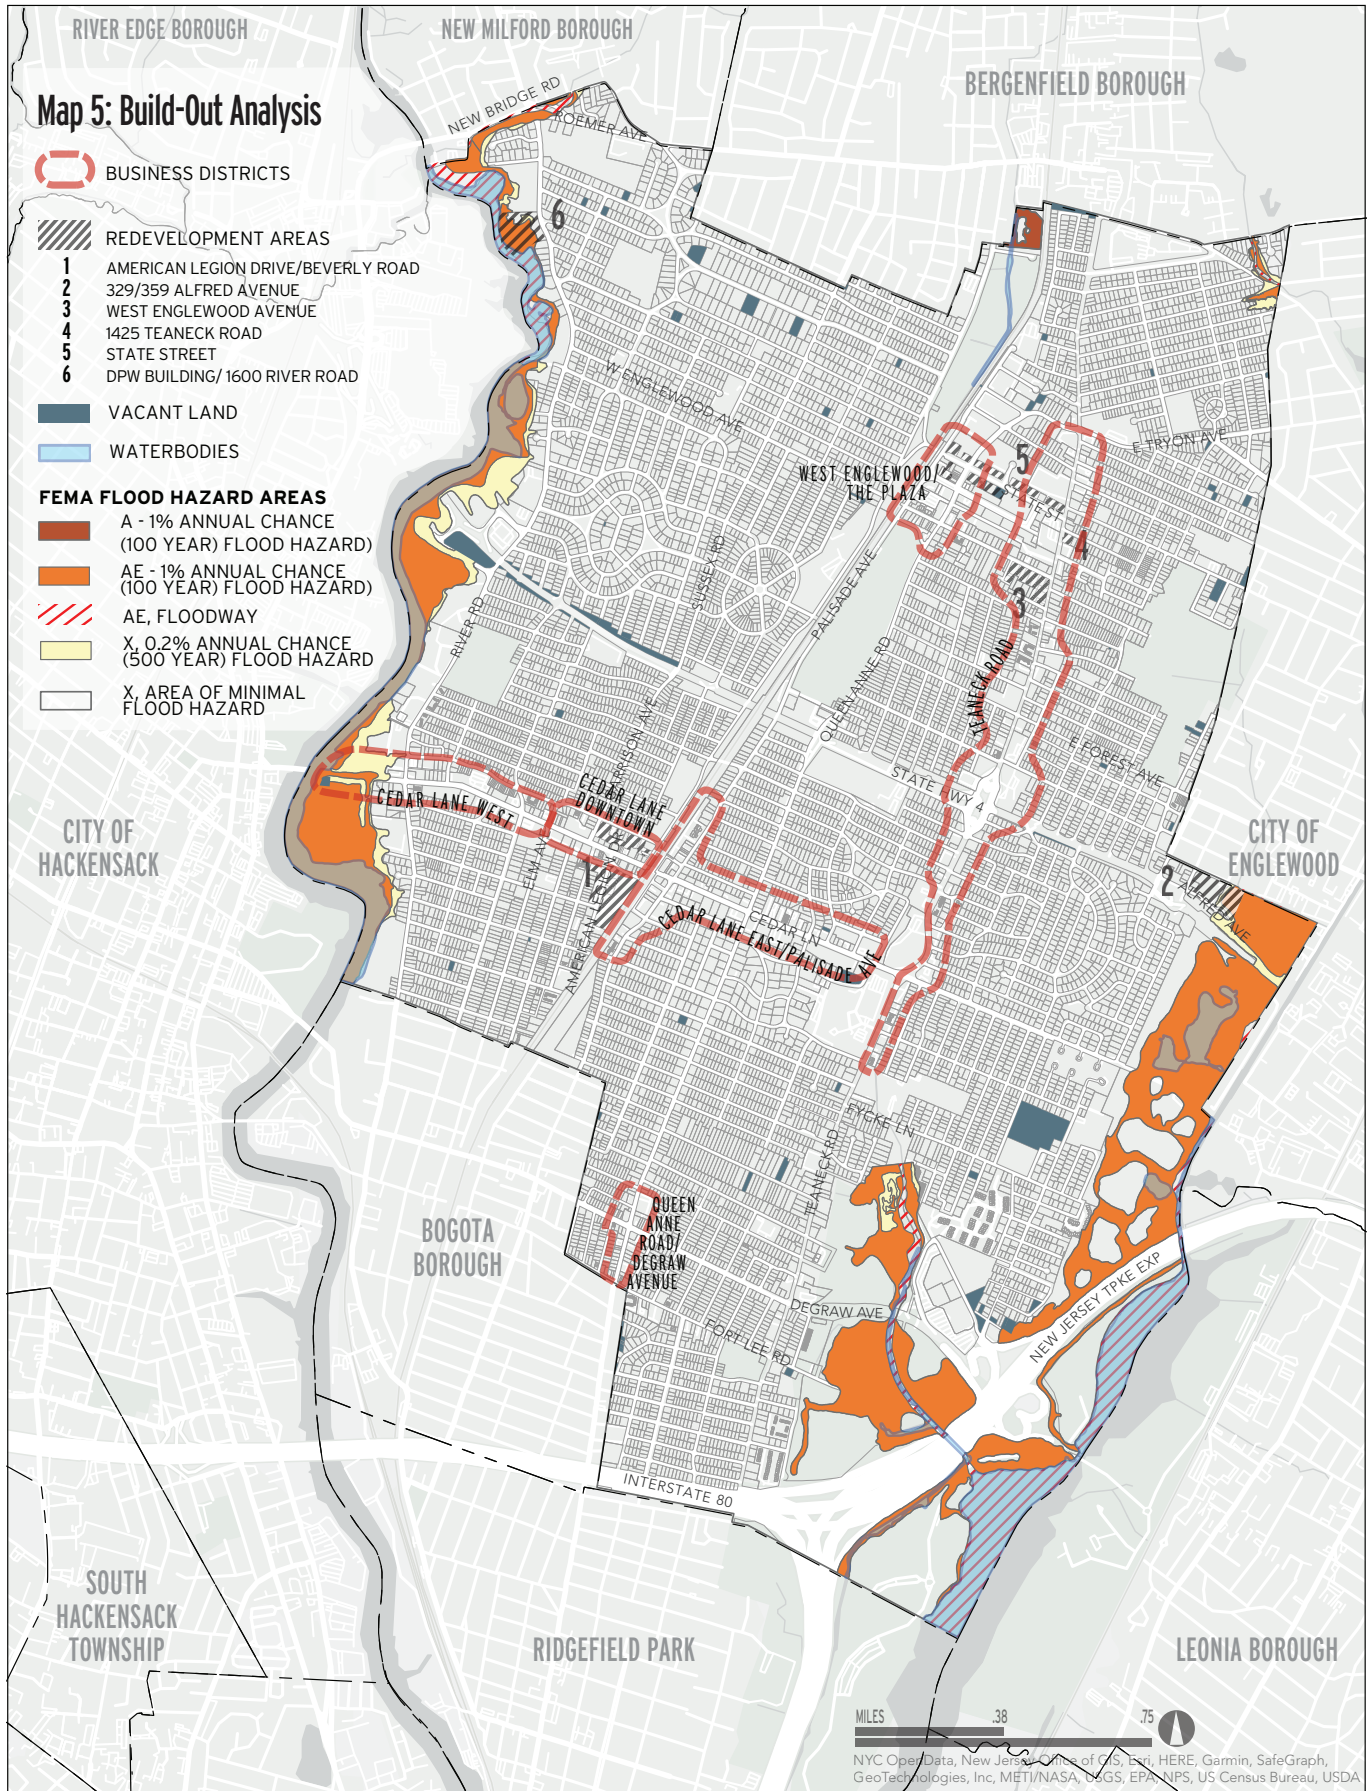 RIVER EDGE BOROUGH
NEW MILFORD BOROUGH
BERGENFIELD BOROUGH
Map 5: Build-Out Analysis
BUSINESS DISTRICTS
REDEVELOPMENT AREAS
1 AMERICAN LEGION DRIVE/BEVERLY ROAD
2 329/359 ALFRED AVENUE
3 WEST ENGLEWOOD AVENUE
4 1425 TEANECK ROAD
5 STATE STREET
6 DPW BUILDING/ 1600 RIVER ROAD
VACANT LAND
WATERBODIES
FEMA FLOOD HAZARD AREAS
A - 1% ANNUAL CHANCE
(100 YEAR) FLOOD HAZARD)
AE - 1% ANNUAL CHANCE
(100 YEAR) FLOOD HAZARD)
AE, FLOODWAY
X, 0.2% ANNUAL CHANCE
(500 YEAR) FLOOD HAZARD
X, AREA OF MINIMAL
FLOOD HAZARD
NEW BRIDGE RD
ROEMER AVE
6
W ENGLEWOOD AVE
E TRYON AVE
WEST ENGLEWOOD/
THE PLAZA
5
STATE ST
4
3
SUSSEX RD
PALISADE AVE
RIVER RD
QUEEN ANNE RD
TEANECK ROAD
GARRISON AVE
E FOREST AVE
STATE HWY 4
CEDAR LANE WEST
CEDAR LANE
DOWNTOWN
CITY OF
HACKENSACK
CITY OF
ENGLEWOOD
ELM AVE
1
AMERICAN LEGION DR
2
ALFRED AVE
CEDAR LN
CEDAR LANE EAST/PALISADE AVE
FYCKE LN
TEANECK RD
QUEEN
ANNE
ROAD/
DEGRAW
AVENUE
BOGOTA
BOROUGH
DEGRAW AVE
FORT LEE RD
NEW JERSEY TPKE EXP
INTERSTATE 80
SOUTH
HACKENSACK
TOWNSHIP
RIDGEFIELD PARK
LEONIA BOROUGH
MILES .38 .75
NYC OpenData, New Jersey Office of GIS, Esri, HERE, Garmin, SafeGraph,
GeoTechnologies, Inc, METI/NASA, USGS, EPA, NPS, US Census Bureau, USDA